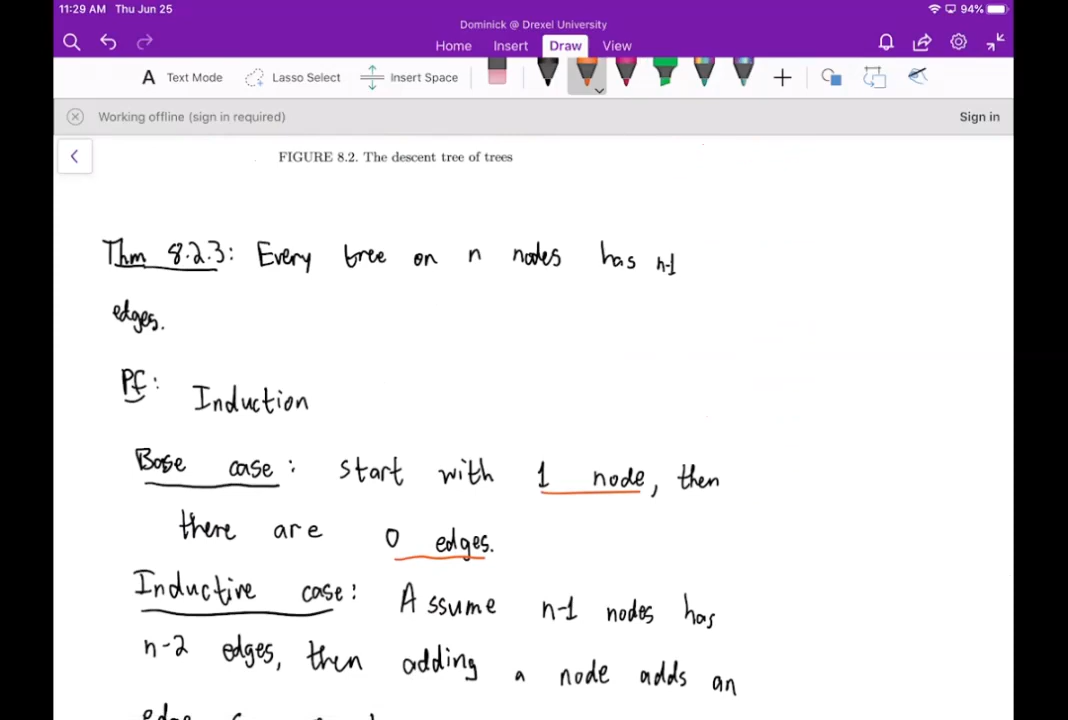 11:29 AM Thu Jun 25
94%
Dominick @ Drexel University
Home Insert Draw View
A Text Mode Lasso Select Insert Space
Working offline (sign in required) Sign in
FIGURE 8.2. The descent tree of trees
Thm 8.2.3: Every tree on n nodes has n-1
edges.
Pf:
Induction
Base case: start with 1 node, then
there are 0 edges.
Inductive case: Assume n-1 nodes has
n-2 edges, then adding a node adds an
edge